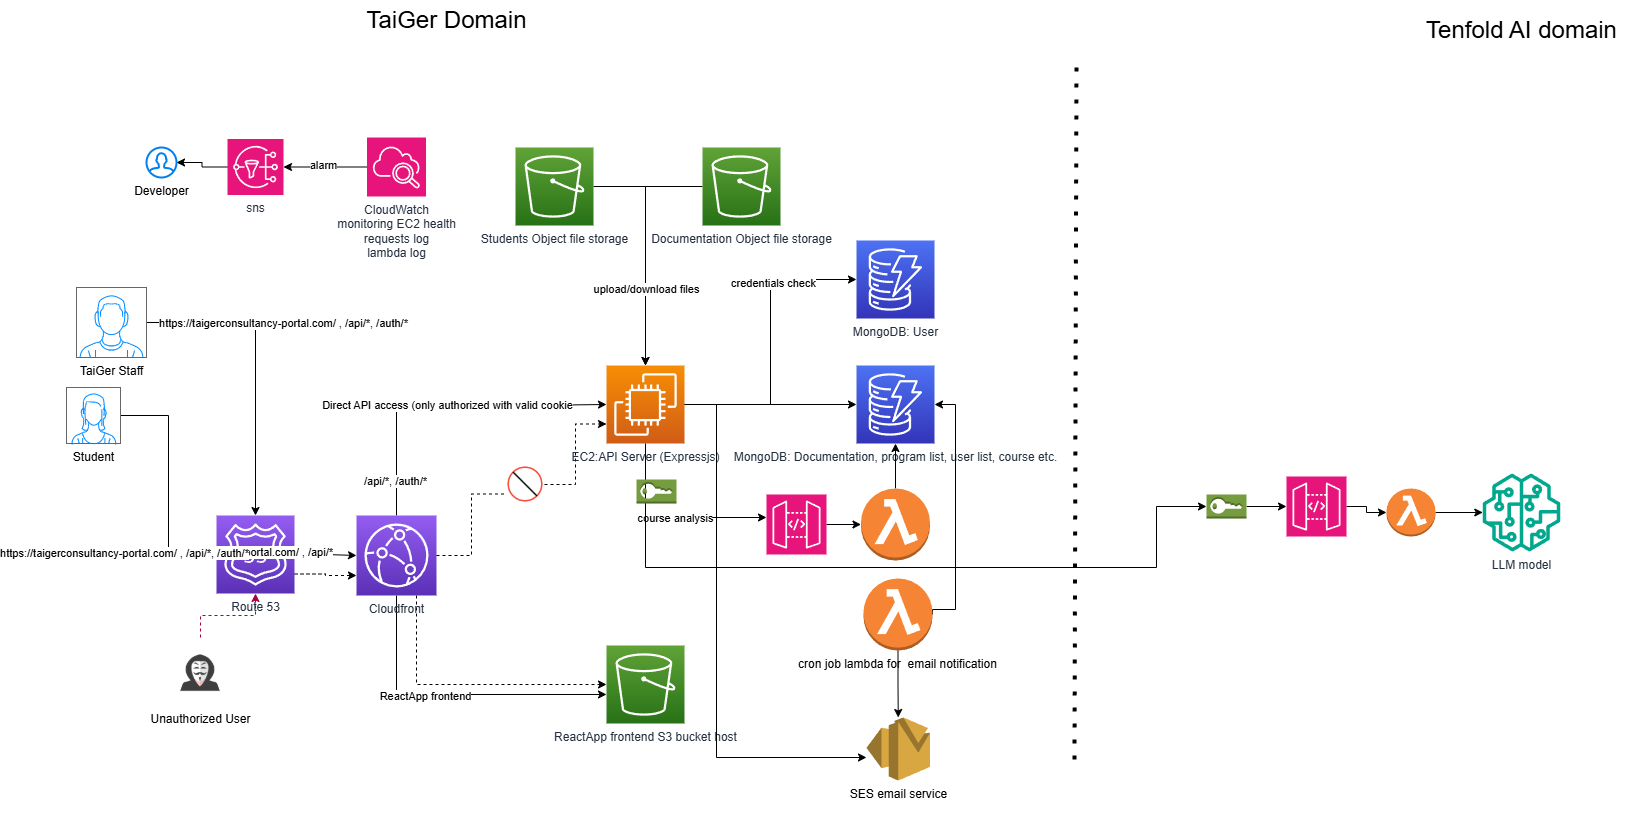 TaiGer Domain
Tenfold AI domain
alarm
Developer
sns
CloudWatch
monitoring EC2 health
requests log
lambda log
Students Object file storage
Documentation Object file storage
upload/download files
credentials check
MongoDB: User
https://taigerconsultancy-portal.com/ , /api/*, /auth/*
TaiGer Staff
Student
Direct API access (only authorized with valid cookie
EC2:API Server (Expressjs)
MongoDB: Documentation, program list, user list, course etc.
/api/*, /auth/*
course analysis
https://taigerconsultancy-portal.com/ , /api/*, /auth/*
ortal.com/ , /api/*
53
Route 53
Cloudfront
LLM model
cron job lambda for email notification
ReactApp frontend
Unauthorized User
ReactApp frontend S3 bucket host
SES email service